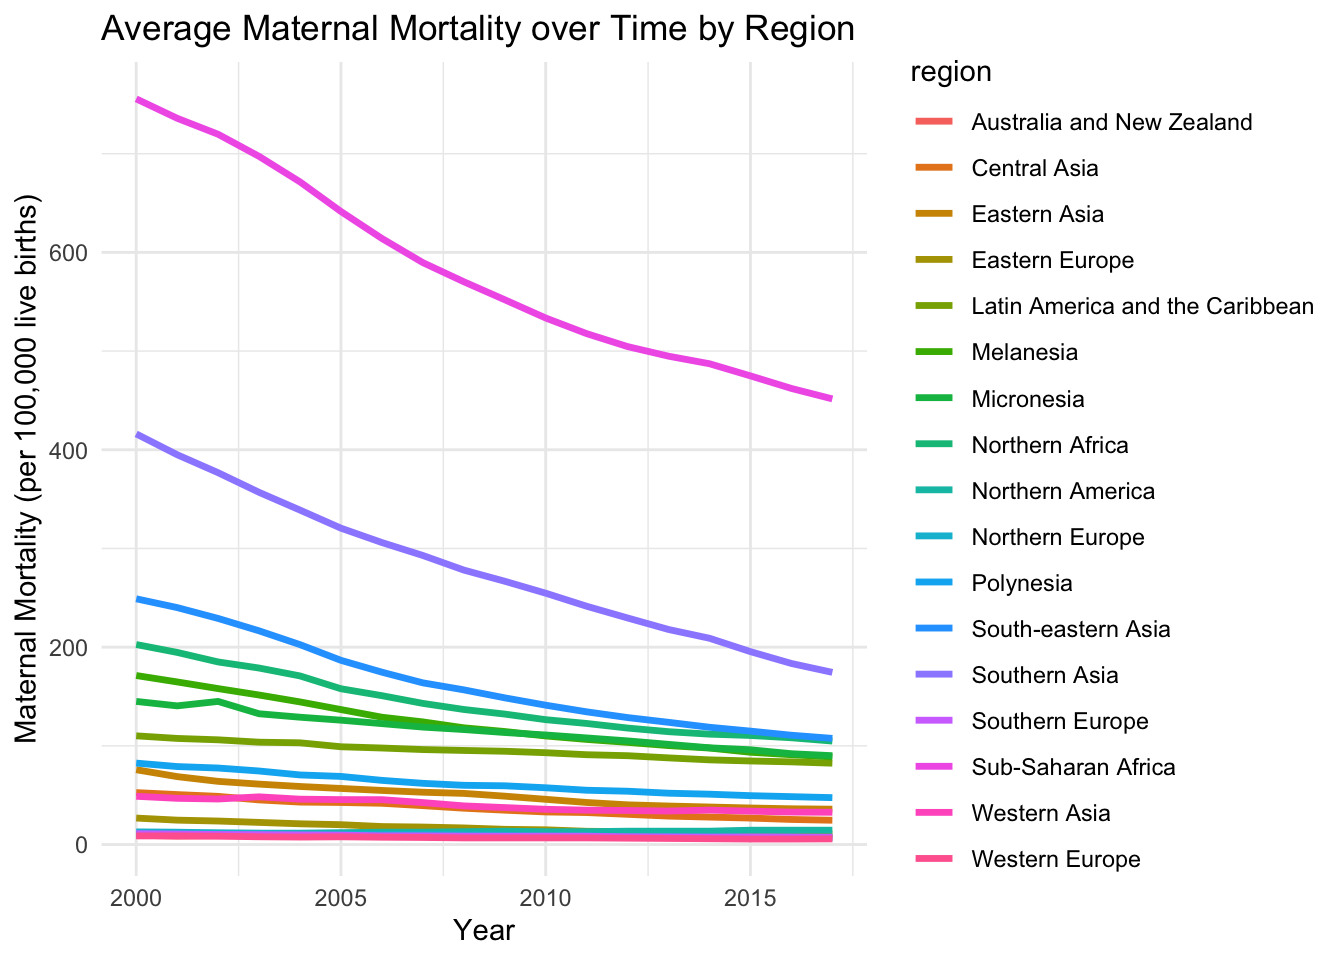 Average Maternal Mortality over Time by Region
Maternal Mortality (per 100,000 live births)
600
400
200
0
2000
2005
2010
2015
Year
region
Australia and New Zealand
Central Asia
Eastern Asia
Eastern Europe
Latin America and the Caribbean
Melanesia
Micronesia
Northern Africa
Northern America
Northern Europe
Polynesia
South-eastern Asia
Southern Asia
Southern Europe
Sub-Saharan Africa
Western Asia
Western Europe